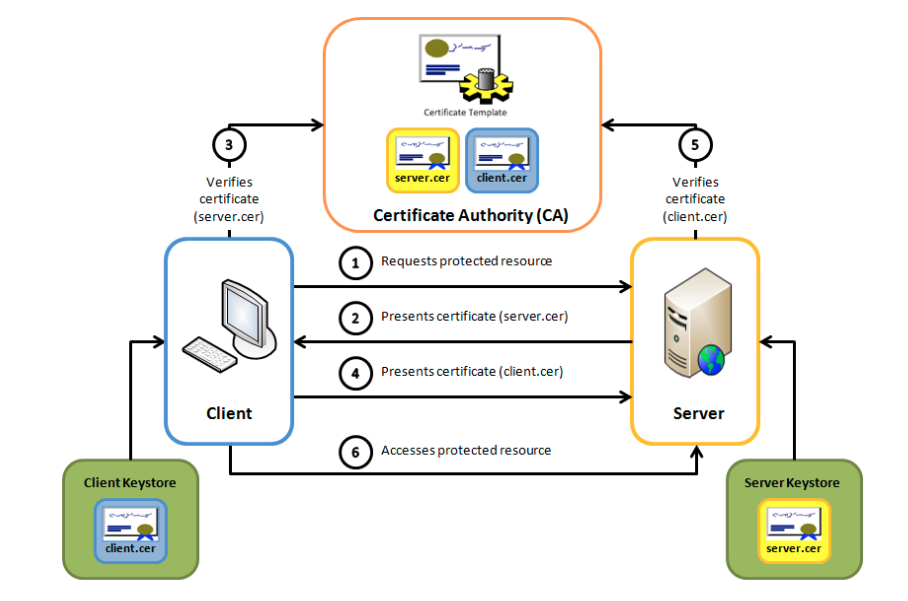 Certificate Template
server.cer
client.cer
Certificate Authority (CA)
3
Verifies
certificate
(server.cer)
5
Verifies
certificate
(client.cer)
1 Requests protected resource
2 Presents certificate (server.cer)
4 Presents certificate (client.cer)
Client
Server
6 Accesses protected resource
Client Keystore
client.cer
Server Keystore
server.cer